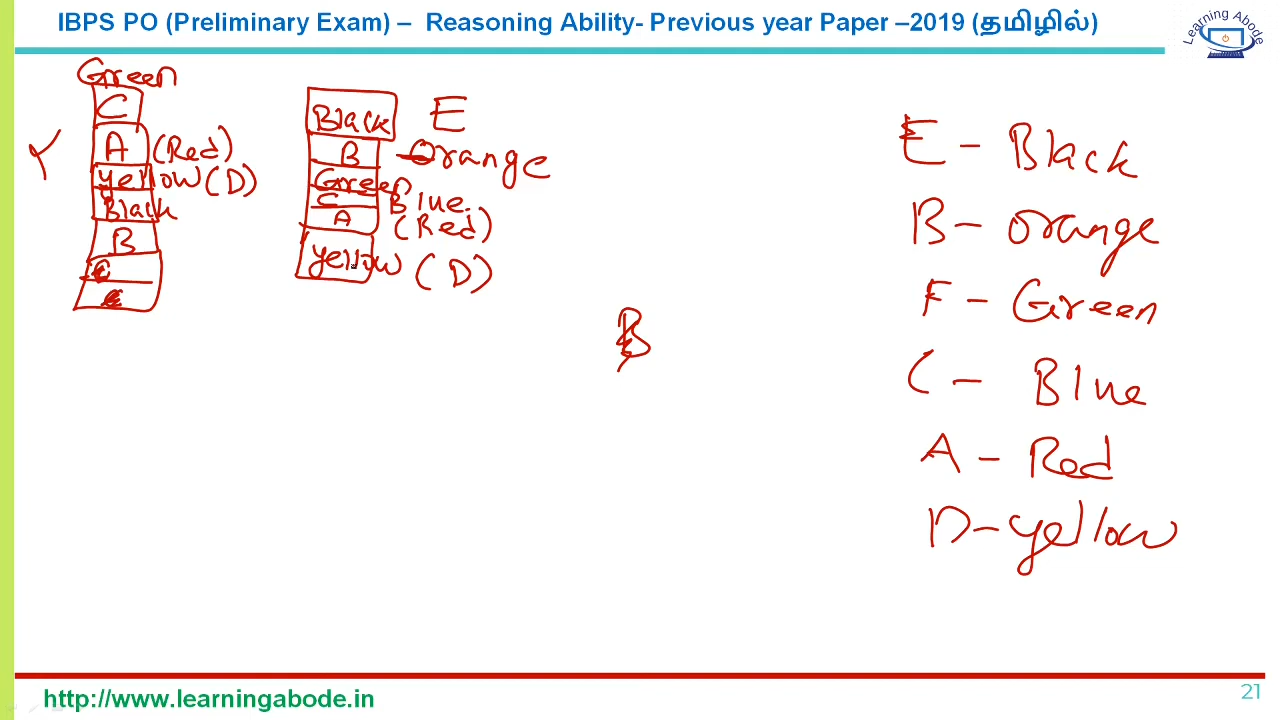 IBPS PO (Preliminary Exam) – Reasoning Ability- Previous year Paper –2019 (தமிழில்)
Learning Abode
Green
C
A (Red)
Yellow (D)
Black
B
Black E
B Orange
Green
C Blue
A (Red)
Yellow (D)
B
E - Black
B - Orange
F - Green
C - Blue
A - Red
D - Yellow
http://www.learningabode.in
21